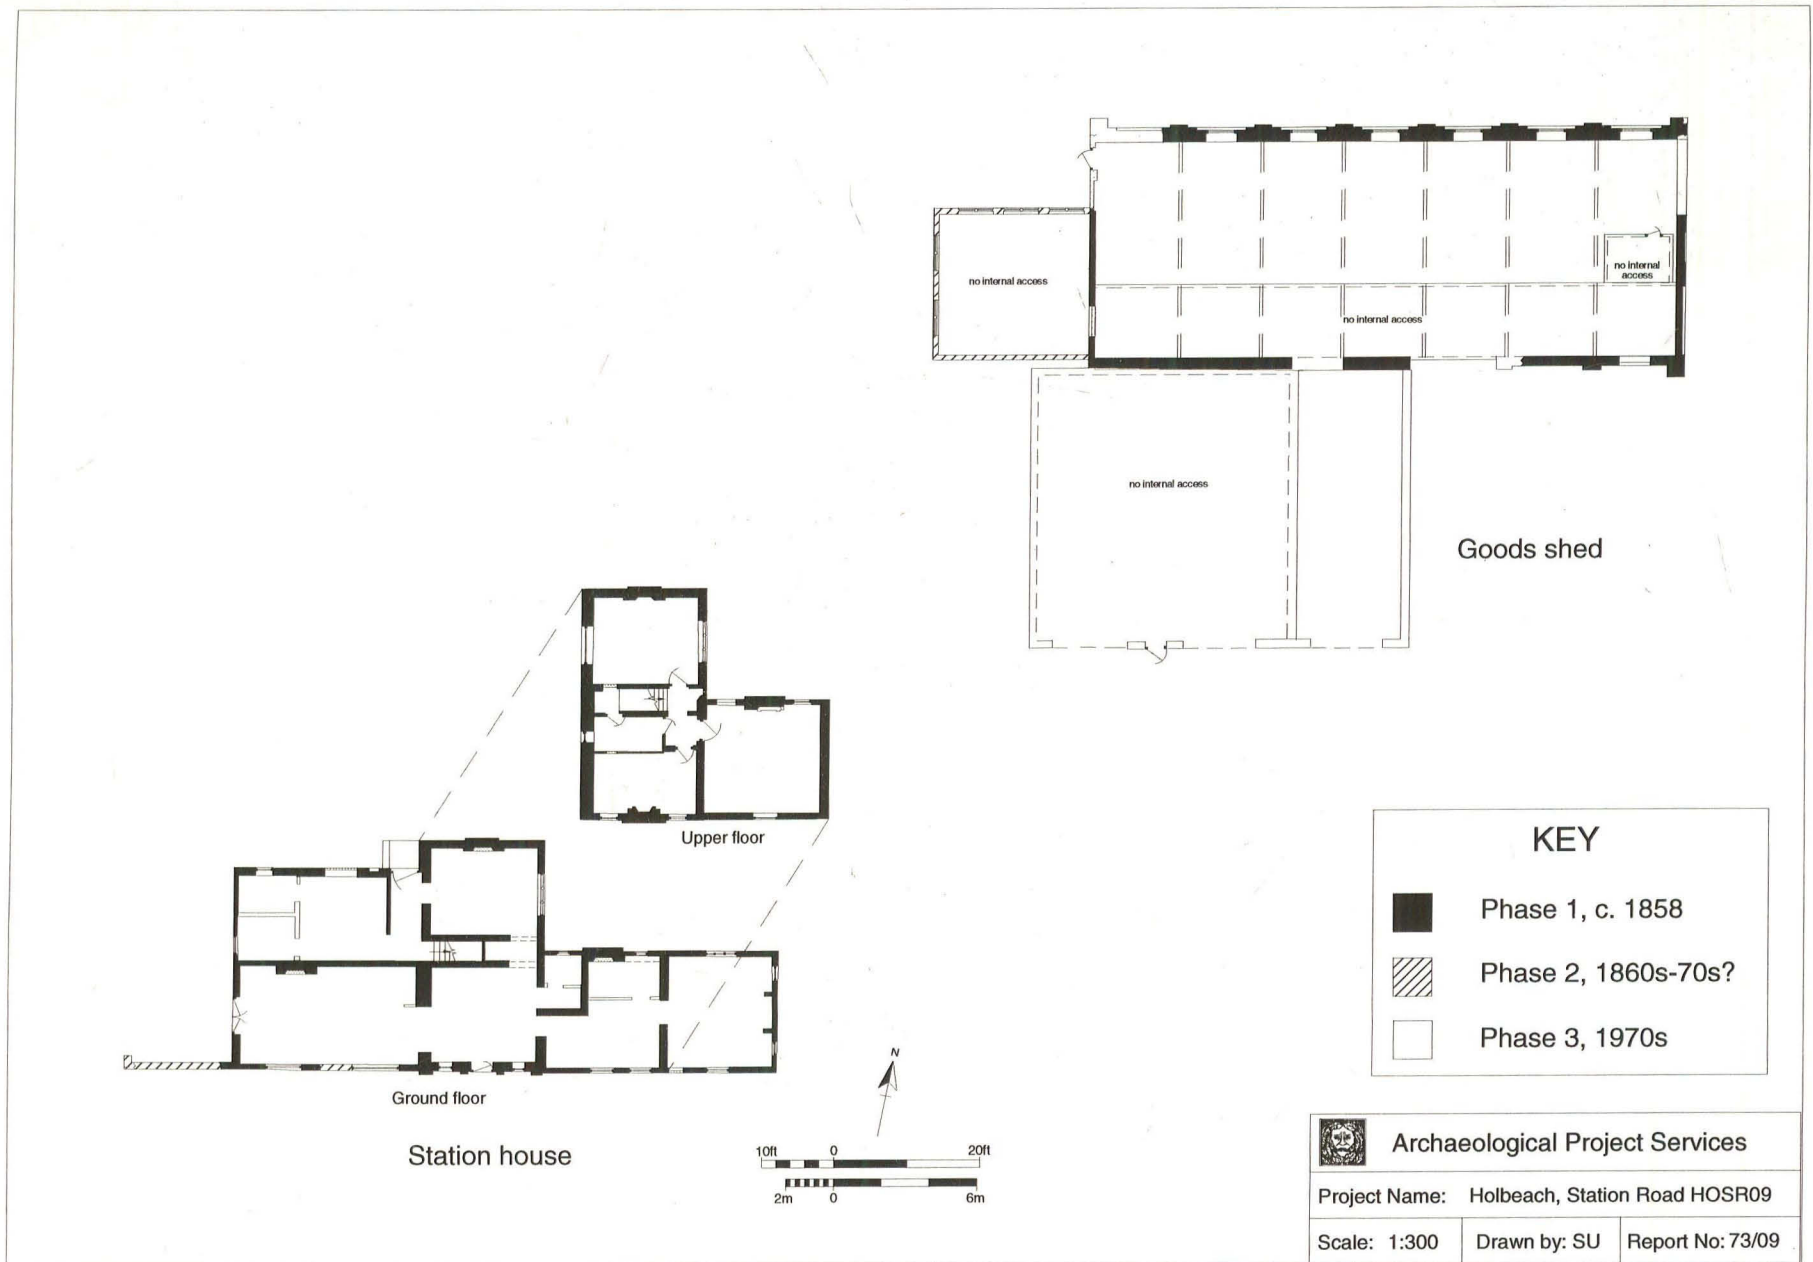 no internal access
no internal
access
no internal access
no internal access
Goods shed
Upper floor
Ground floor
Station house
N
10ft 0 20ft
2m 0 6m
KEY
Phase 1, c. 1858
Phase 2, 1860s-70s?
Phase 3, 1970s
Archaeological Project Services
Project Name: Holbeach, Station Road HOSR09
Scale: 1:300 Drawn by: SU Report No: 73/09